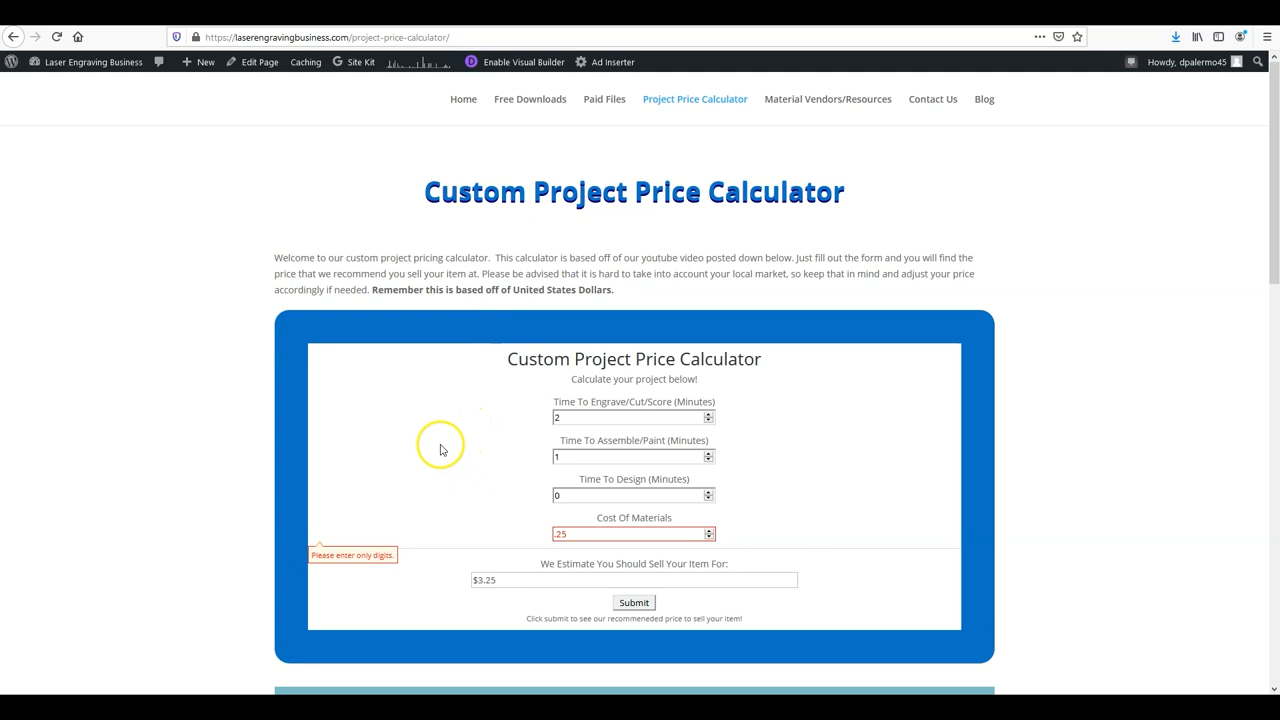 https://laserengravingbusiness.com/project-price-calculator/
Laser Engraving Business
New
Edit Page
Caching
Site Kit
D
Enable Visual Builder
Ad Inserter
Howdy, dpalermo45
Home
Free Downloads
Paid Files
Project Price Calculator
Material Vendors/Resources
Contact Us
Blog
Custom Project Price Calculator
Welcome to our custom project pricing calculator. This calculator is based off of our youtube video posted down below. Just fill out the form and you will find the
price that we recommend you sell your item at. Please be advised that it is hard to take into account your local market, so keep that in mind and adjust your price
accordingly if needed. Remember this is based off of United States Dollars.
Custom Project Price Calculator
Calculate your project below!
Time To Engrave/Cut/Score (Minutes)
2
Time To Assemble/Paint (Minutes)
1
Time To Design (Minutes)
0
Cost Of Materials
.25
Please enter only digits.
We Estimate You Should Sell Your Item For:
$3.25
Submit
Click submit to see our recommeneded price to sell your item!